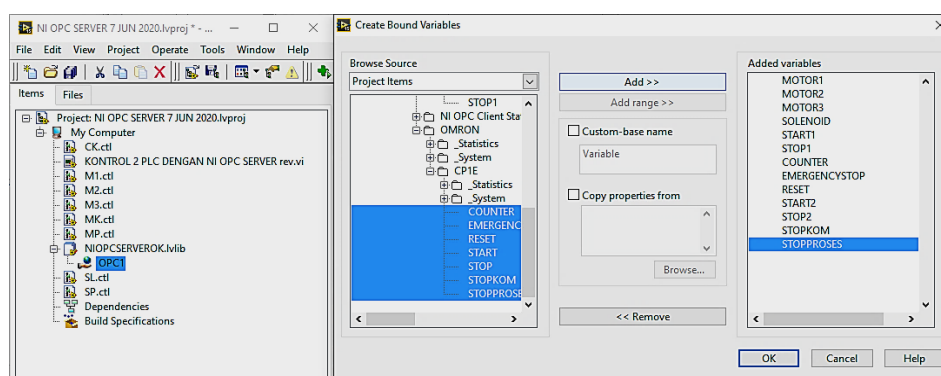 NI OPC SERVER 7 JUN 2020.lvproj * - ...
File Edit View Project Operate Tools Window Help
Items Files
Project: NI OPC SERVER 7 JUN 2020.lvproj
My Computer
CK.ctl
KONTROL 2 PLC DENGAN NI OPC SERVER rev.vi
M1.ctl
M2.ctl
M3.ctl
MK.ctl
MP.ctl
NIOPCSERVEROK.lvlib
OPC1
SL.ctl
SP.ctl
Dependencies
Build Specifications
Create Bound Variables
Browse Source
Project Items
STOP1
NI OPC Client Sta
OMRON
_Statistics
_System
CP1E
_Statistics
_System
COUNTER
EMERGENC
RESET
START
STOP
STOPKOM
STOPPROSE
Add >>
Add range >>
Custom-base name
Variable
Copy properties from
Browse...
<< Remove
Added variables
MOTOR1
MOTOR2
MOTOR3
SOLENOID
START1
STOP1
COUNTER
EMERGENCYSTOP
RESET
START2
STOP2
STOPKOM
STOPPROSES
OK Cancel Help